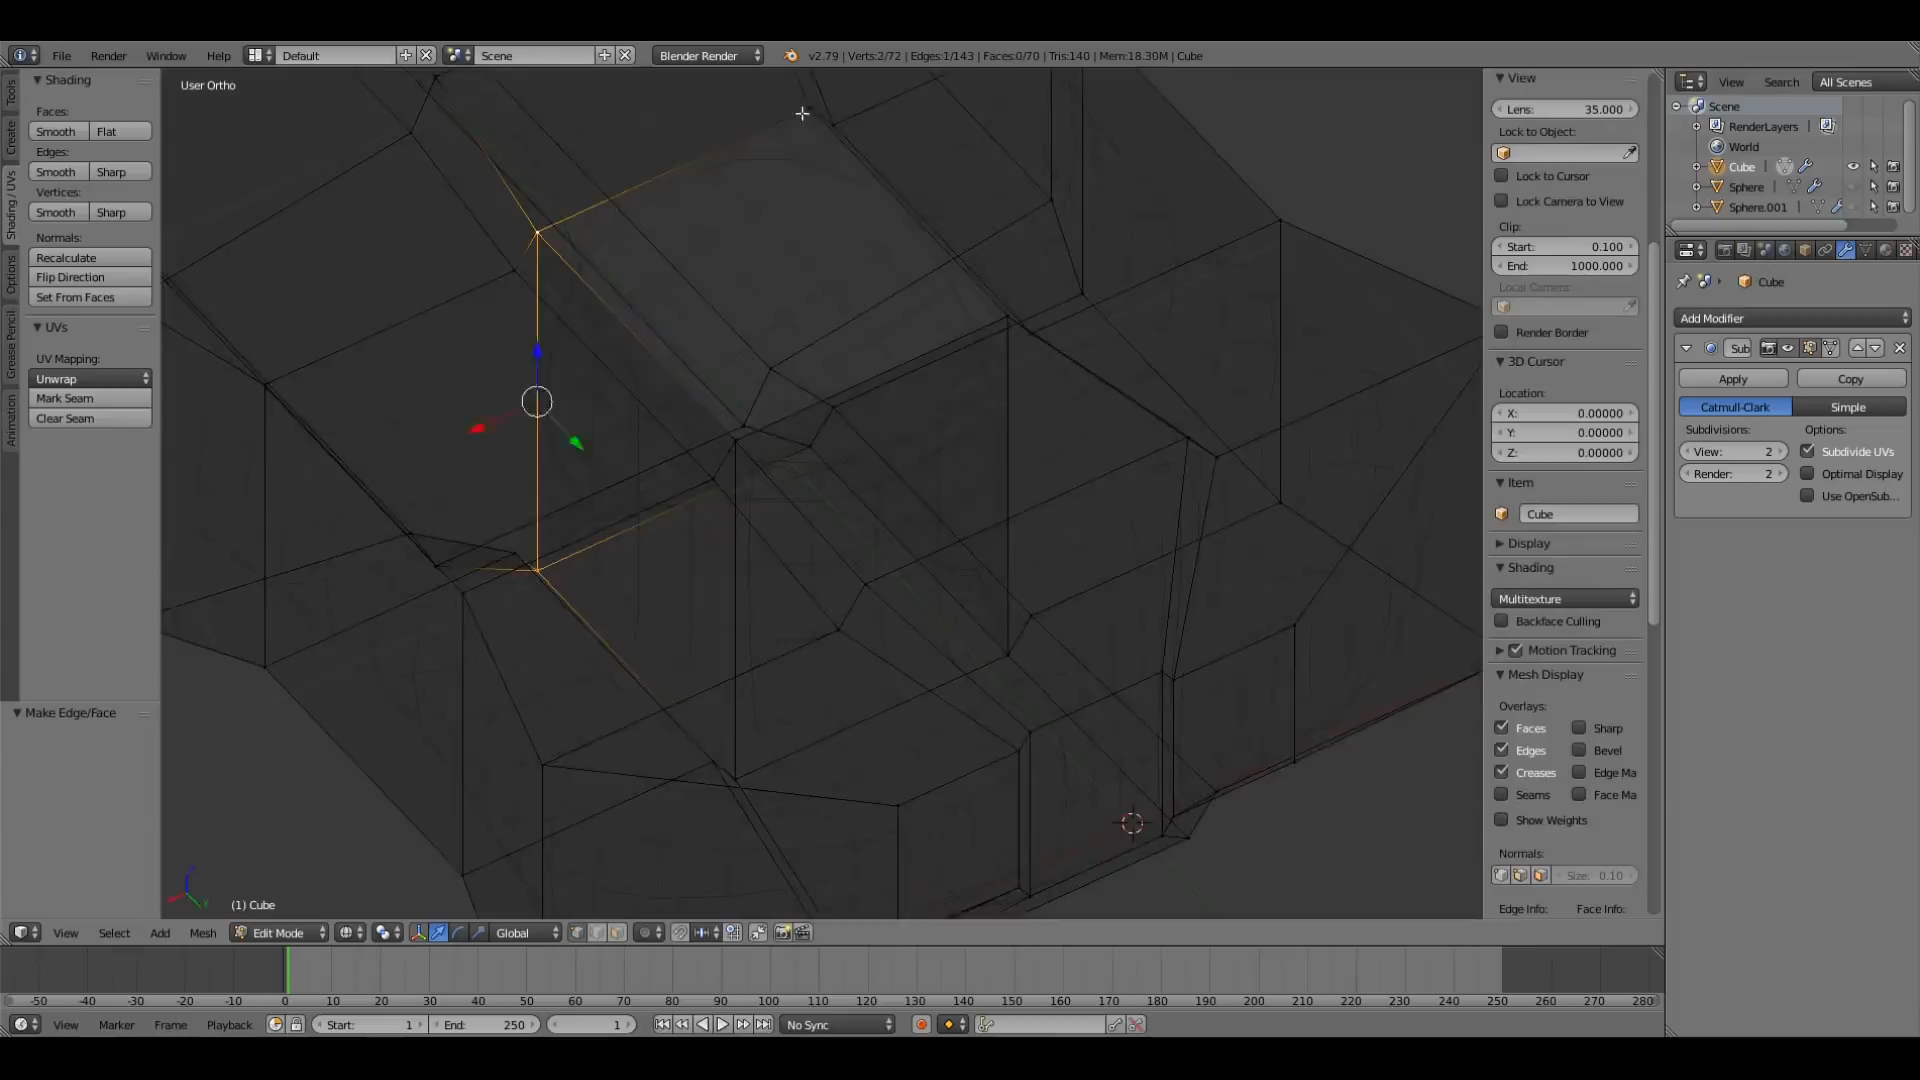 File Render Window Help Default Scene Blender Render v2.79 | Verts:2/72 | Edges:1/143 | Faces:0/70 | Tris:140 | Mem:18.30M | Cube
Tools
Create
Shading / UVs
Options
Grease Pencil
Animation
Shading
Faces:
Smooth Flat
Edges:
Smooth Sharp
Vertices:
Smooth Sharp
Normals:
Recalculate
Flip Direction
Set From Faces
UVs
UV Mapping:
Unwrap
Mark Seam
Clear Seam
Make Edge/Face
User Ortho
(1) Cube
View
Lens: 35.000
Lock to Object:
Lock to Cursor
Lock Camera to View
Clip:
Start: 0.100
End: 1000.000
Local Camera:
Render Border
3D Cursor
Location:
X: 0.00000
Y: 0.00000
Z: 0.00000
Item
Cube
Display
Shading
Multitexture
Backface Culling
Motion Tracking
Mesh Display
Overlays:
Faces Sharp
Edges Bevel
Creases Edge Ma
Seams Face Ma
Show Weights
Normals:
Size: 0.10
Edge Info: Face Info:
View Search All Scenes
Scene
RenderLayers
World
Cube
Sphere
Sphere.001
Cube
Add Modifier
Sub
Apply Copy
Catmull-Clark Simple
Subdivisions: Options:
View: 2 Subdivide UVs
Render: 2 Optimal Display
Use OpenSub...
View Select Add Mesh Edit Mode Global
-50 -40 -30 -20 -10 0 10 20 30 40 50 60 70 80 90 100 110 120 130 140 150 160 170 180 190 200 210 220 230 240 250 260 270 280
View Marker Frame Playback Start: 1 End: 250 1 No Sync